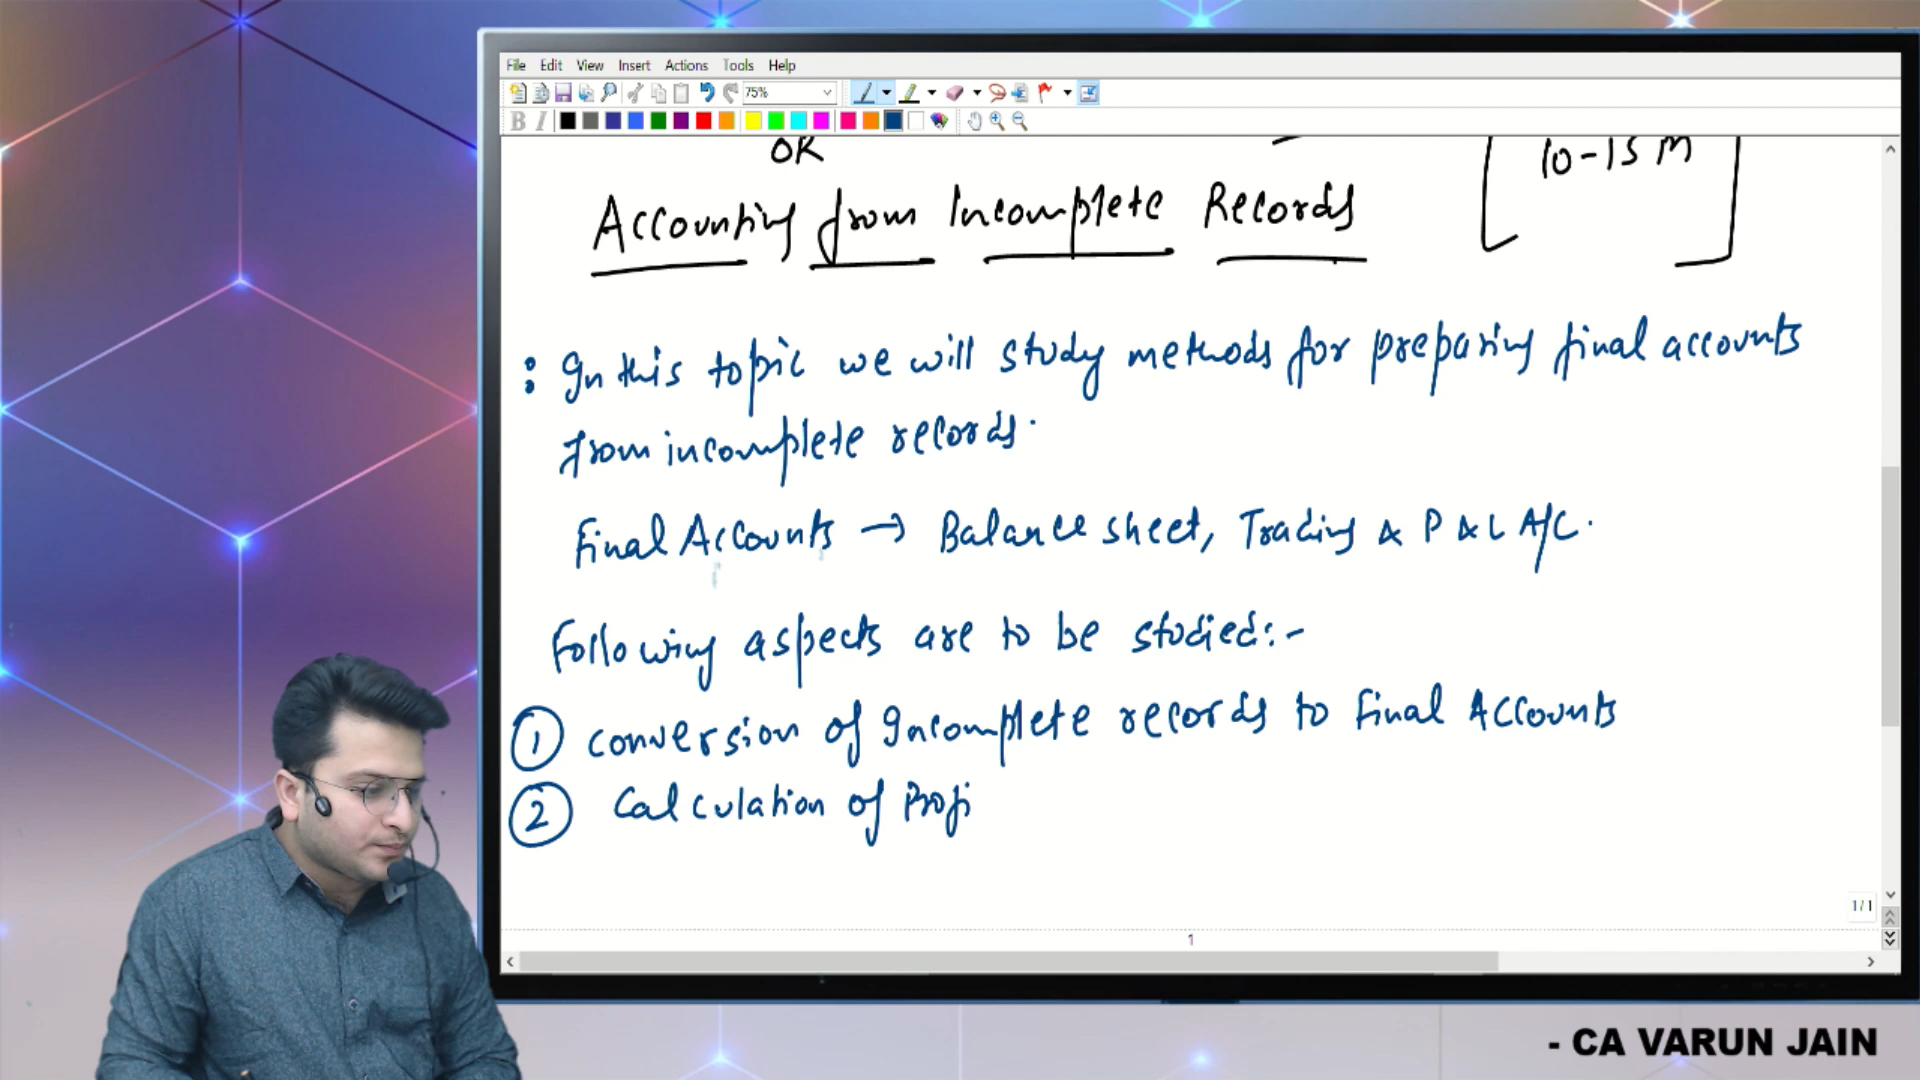 File Edit View Insert Actions Tools Help
75%
B I
OR
10-15 M
Accounting from Incomplete Records
: In this topic we will study methods for preparing final accounts
from incomplete records.
Final Accounts → Balance sheet, Trading & P & L A/C.
Following aspects are to be studied:-
① Conversion of Incomplete records to Final Accounts
② Calculation of Profi
1/1
1
- CA VARUN JAIN